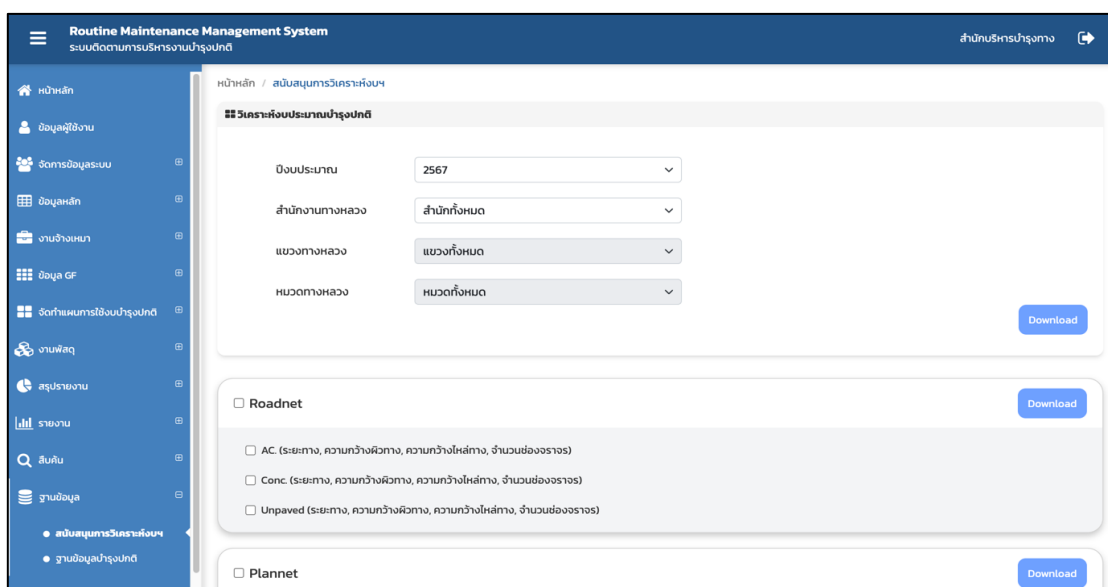 Routine Maintenance Management System
ระบบติดตามการบริหารงานบำรุงปกติ
สำนักบริหารบำรุงทาง
หน้าหลัก
ข้อมูลผู้ใช้งาน
จัดการข้อมูลระบบ
ข้อมูลหลัก
งานจ้างเหมา
ข้อมูล GF
จัดทำแผนการใช้งบบำรุงปกติ
งานพัสดุ
สรุปรายงาน
รายงาน
สืบค้น
ฐานข้อมูล
สนับสนุนการวิเคราะห์งบฯ
ฐานข้อมูลบำรุงปกติ
หน้าหลัก / สนับสนุนการวิเคราะห์งบฯ
วิเคราะห์งบประมาณบำรุงปกติ
ปีงบประมาณ 2567
สำนักงานทางหลวง สำนักทั้งหมด
แขวงทางหลวง แขวงทั้งหมด
หมวดทางหลวง หมวดทั้งหมด
Download
Roadnet Download
AC. (ระยะทาง, ความกว้างผิวทาง, ความกว้างไหล่ทาง, จำนวนช่องจราจร)
Conc. (ระยะทาง, ความกว้างผิวทาง, ความกว้างไหล่ทาง, จำนวนช่องจราจร)
Unpaved (ระยะทาง, ความกว้างผิวทาง, ความกว้างไหล่ทาง, จำนวนช่องจราจร)
Plannet Download